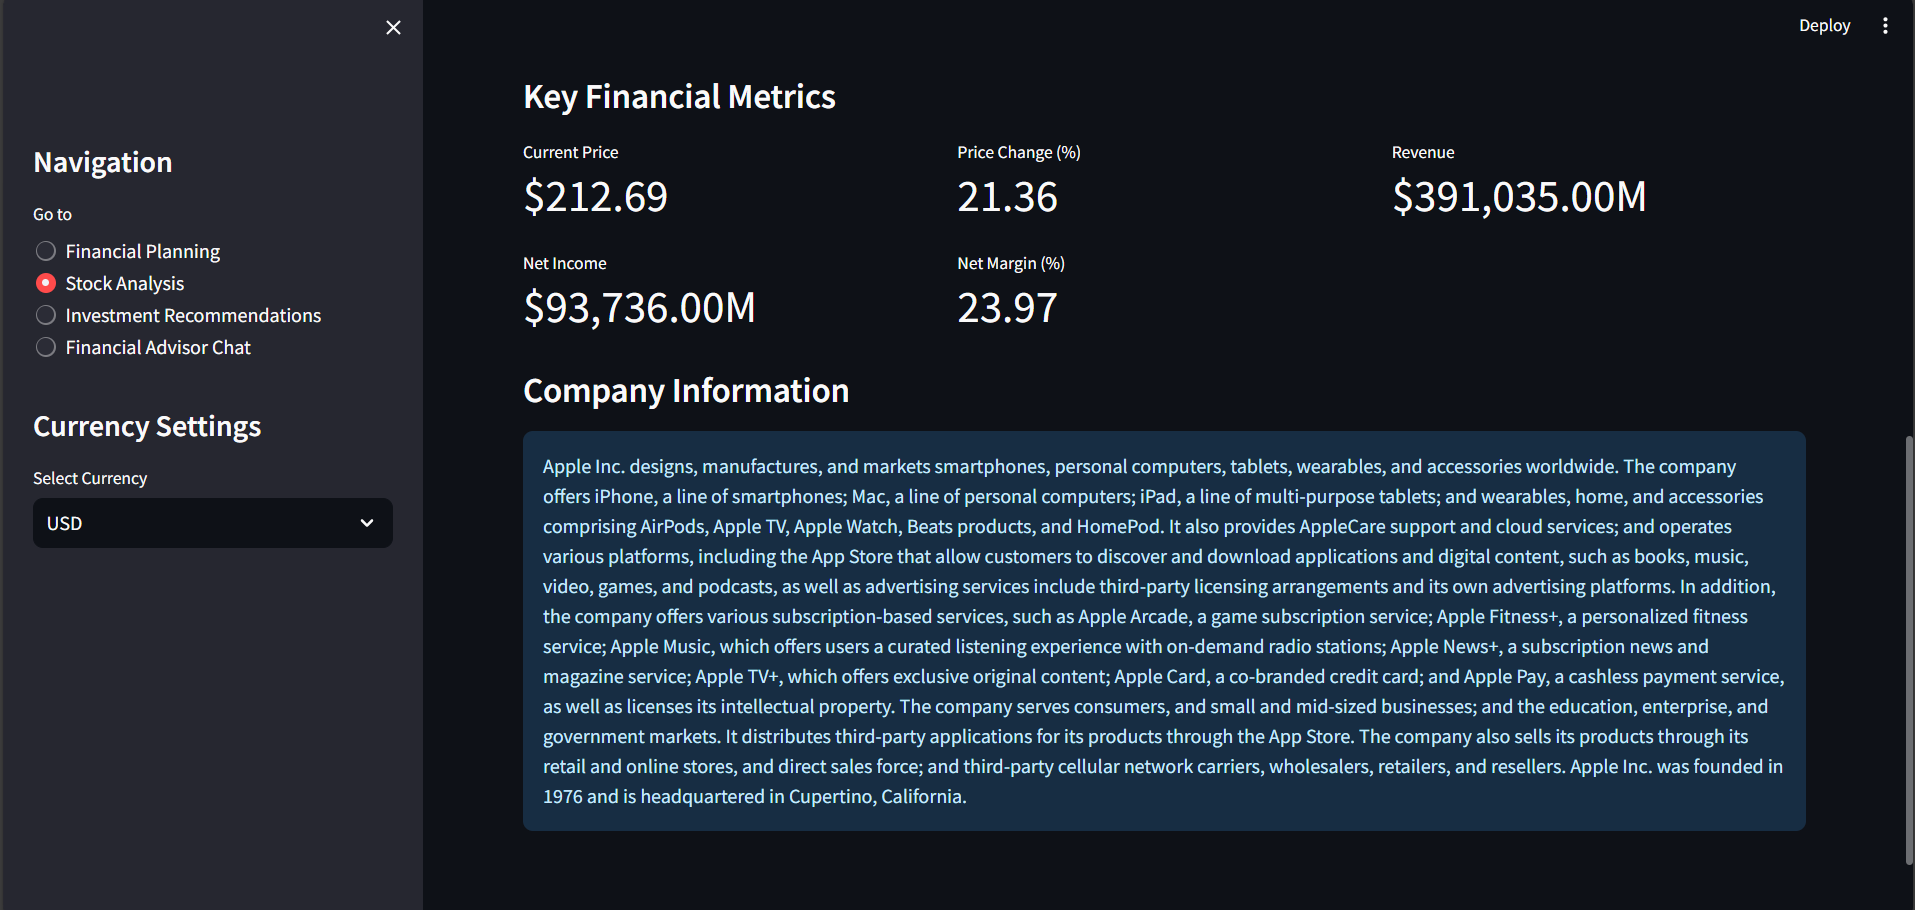 Deploy
Navigation
Go to
Financial Planning
Stock Analysis
Investment Recommendations
Financial Advisor Chat
Currency Settings
Select Currency
USD
Key Financial Metrics
Current Price
$212.69
Price Change (%)
21.36
Revenue
$391,035.00M
Net Income
$93,736.00M
Net Margin (%)
23.97
Company Information
Apple Inc. designs, manufactures, and markets smartphones, personal computers, tablets, wearables, and accessories worldwide. The company
offers iPhone, a line of smartphones; Mac, a line of personal computers; iPad, a line of multi-purpose tablets; and wearables, home, and accessories
comprising AirPods, Apple TV, Apple Watch, Beats products, and HomePod. It also provides AppleCare support and cloud services; and operates
various platforms, including the App Store that allow customers to discover and download applications and digital content, such as books, music,
video, games, and podcasts, as well as advertising services include third-party licensing arrangements and its own advertising platforms. In addition,
the company offers various subscription-based services, such as Apple Arcade, a game subscription service; Apple Fitness+, a personalized fitness
service; Apple Music, which offers users a curated listening experience with on-demand radio stations; Apple News+, a subscription news and
magazine service; Apple TV+, which offers exclusive original content; Apple Card, a co-branded credit card; and Apple Pay, a cashless payment service,
as well as licenses its intellectual property. The company serves consumers, and small and mid-sized businesses; and the education, enterprise, and
government markets. It distributes third-party applications for its products through the App Store. The company also sells its products through its
retail and online stores, and direct sales force; and third-party cellular network carriers, wholesalers, retailers, and resellers. Apple Inc. was founded in
1976 and is headquartered in Cupertino, California.